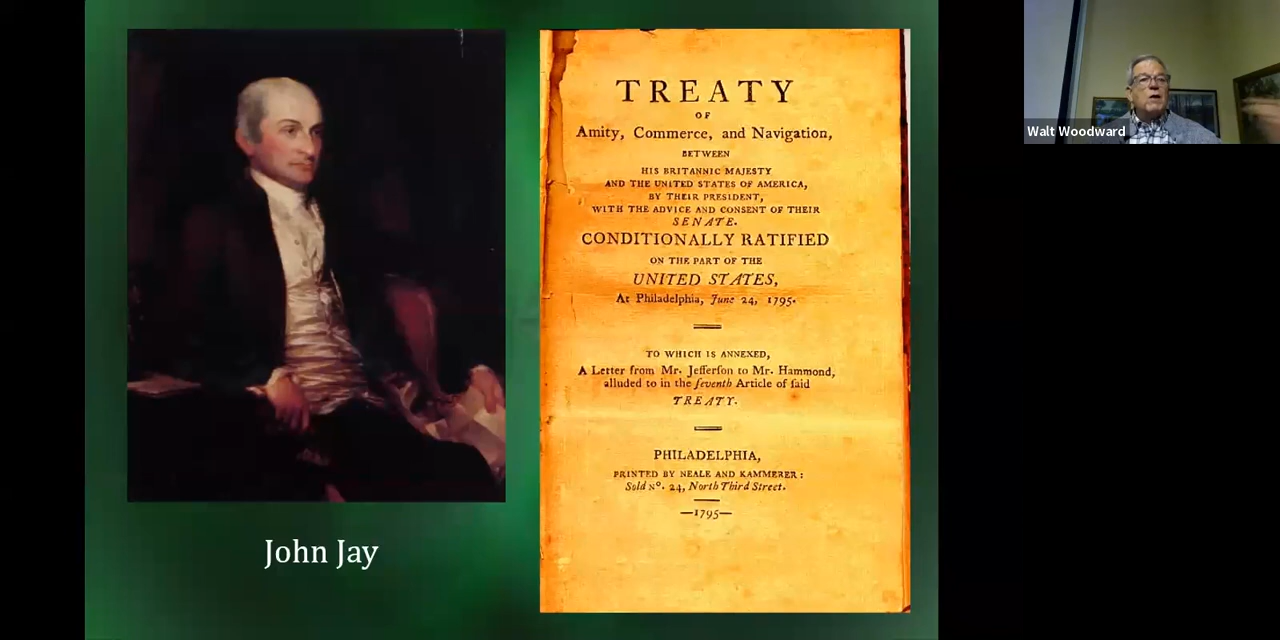 TREATY
OF
Amity, Commerce, and Navigation,
BETWEEN
HIS BRITANNIC MAJESTY
AND THE UNITED STATES OF AMERICA,
BY THEIR PRESIDENT,
WITH THE ADVICE AND CONSENT OF THEIR
SENATE.
CONDITIONALLY RATIFIED
ON THE PART OF THE
UNITED STATES,
At Philadelphia, June 24, 1795.
TO WHICH IS ANNEXED,
A Letter from Mr. Jefferson to Mr. Hammond,
alluded to in the ſeventh Article of ſaid
TREATY.
PHILADELPHIA,
PRINTED BY NEALE AND KAMMERER:
Sold No. 24, North Third Street.
—1795—
John Jay
Walt Woodward